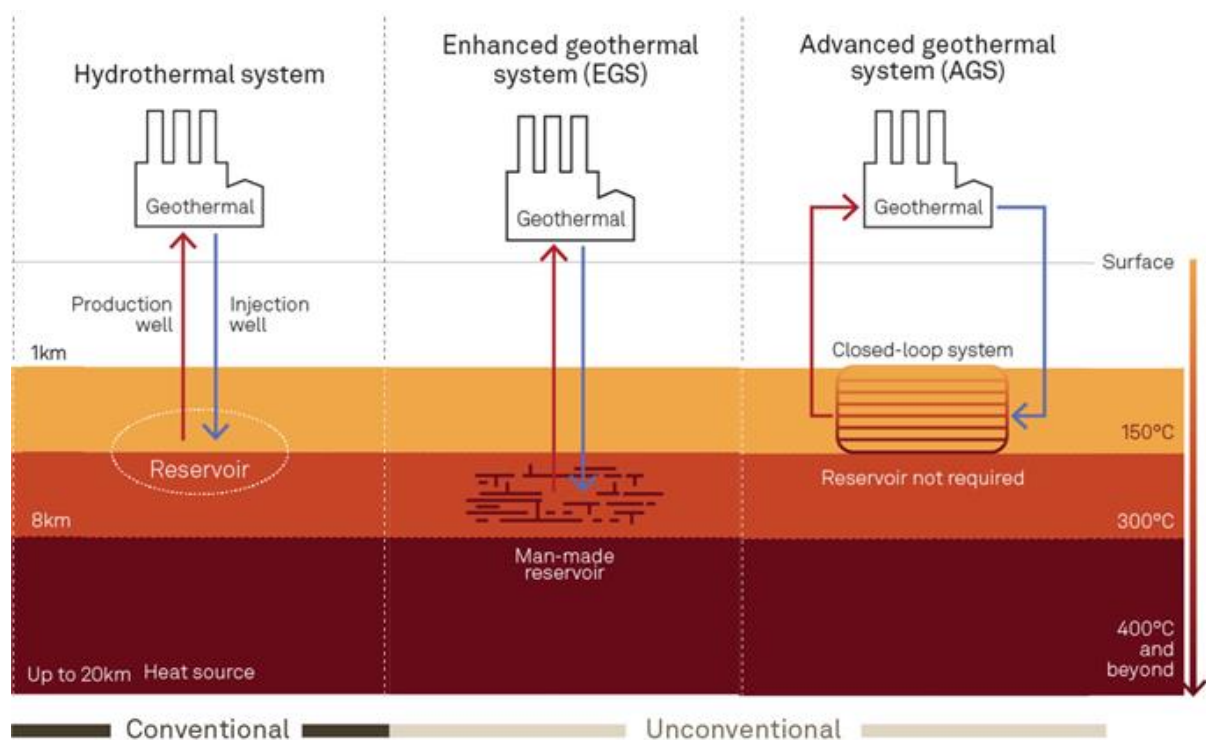 Hydrothermal system
Enhanced geothermal
system (EGS)
Advanced geothermal
system (AGS)
Geothermal
Geothermal
Geothermal
Surface
Production
well
Injection
well
1km
Closed-loop system
150°C
Reservoir
Reservoir not required
8km
300°C
Man-made
reservoir
400°C
and
beyond
Up to 20km
Heat source
Conventional
Unconventional